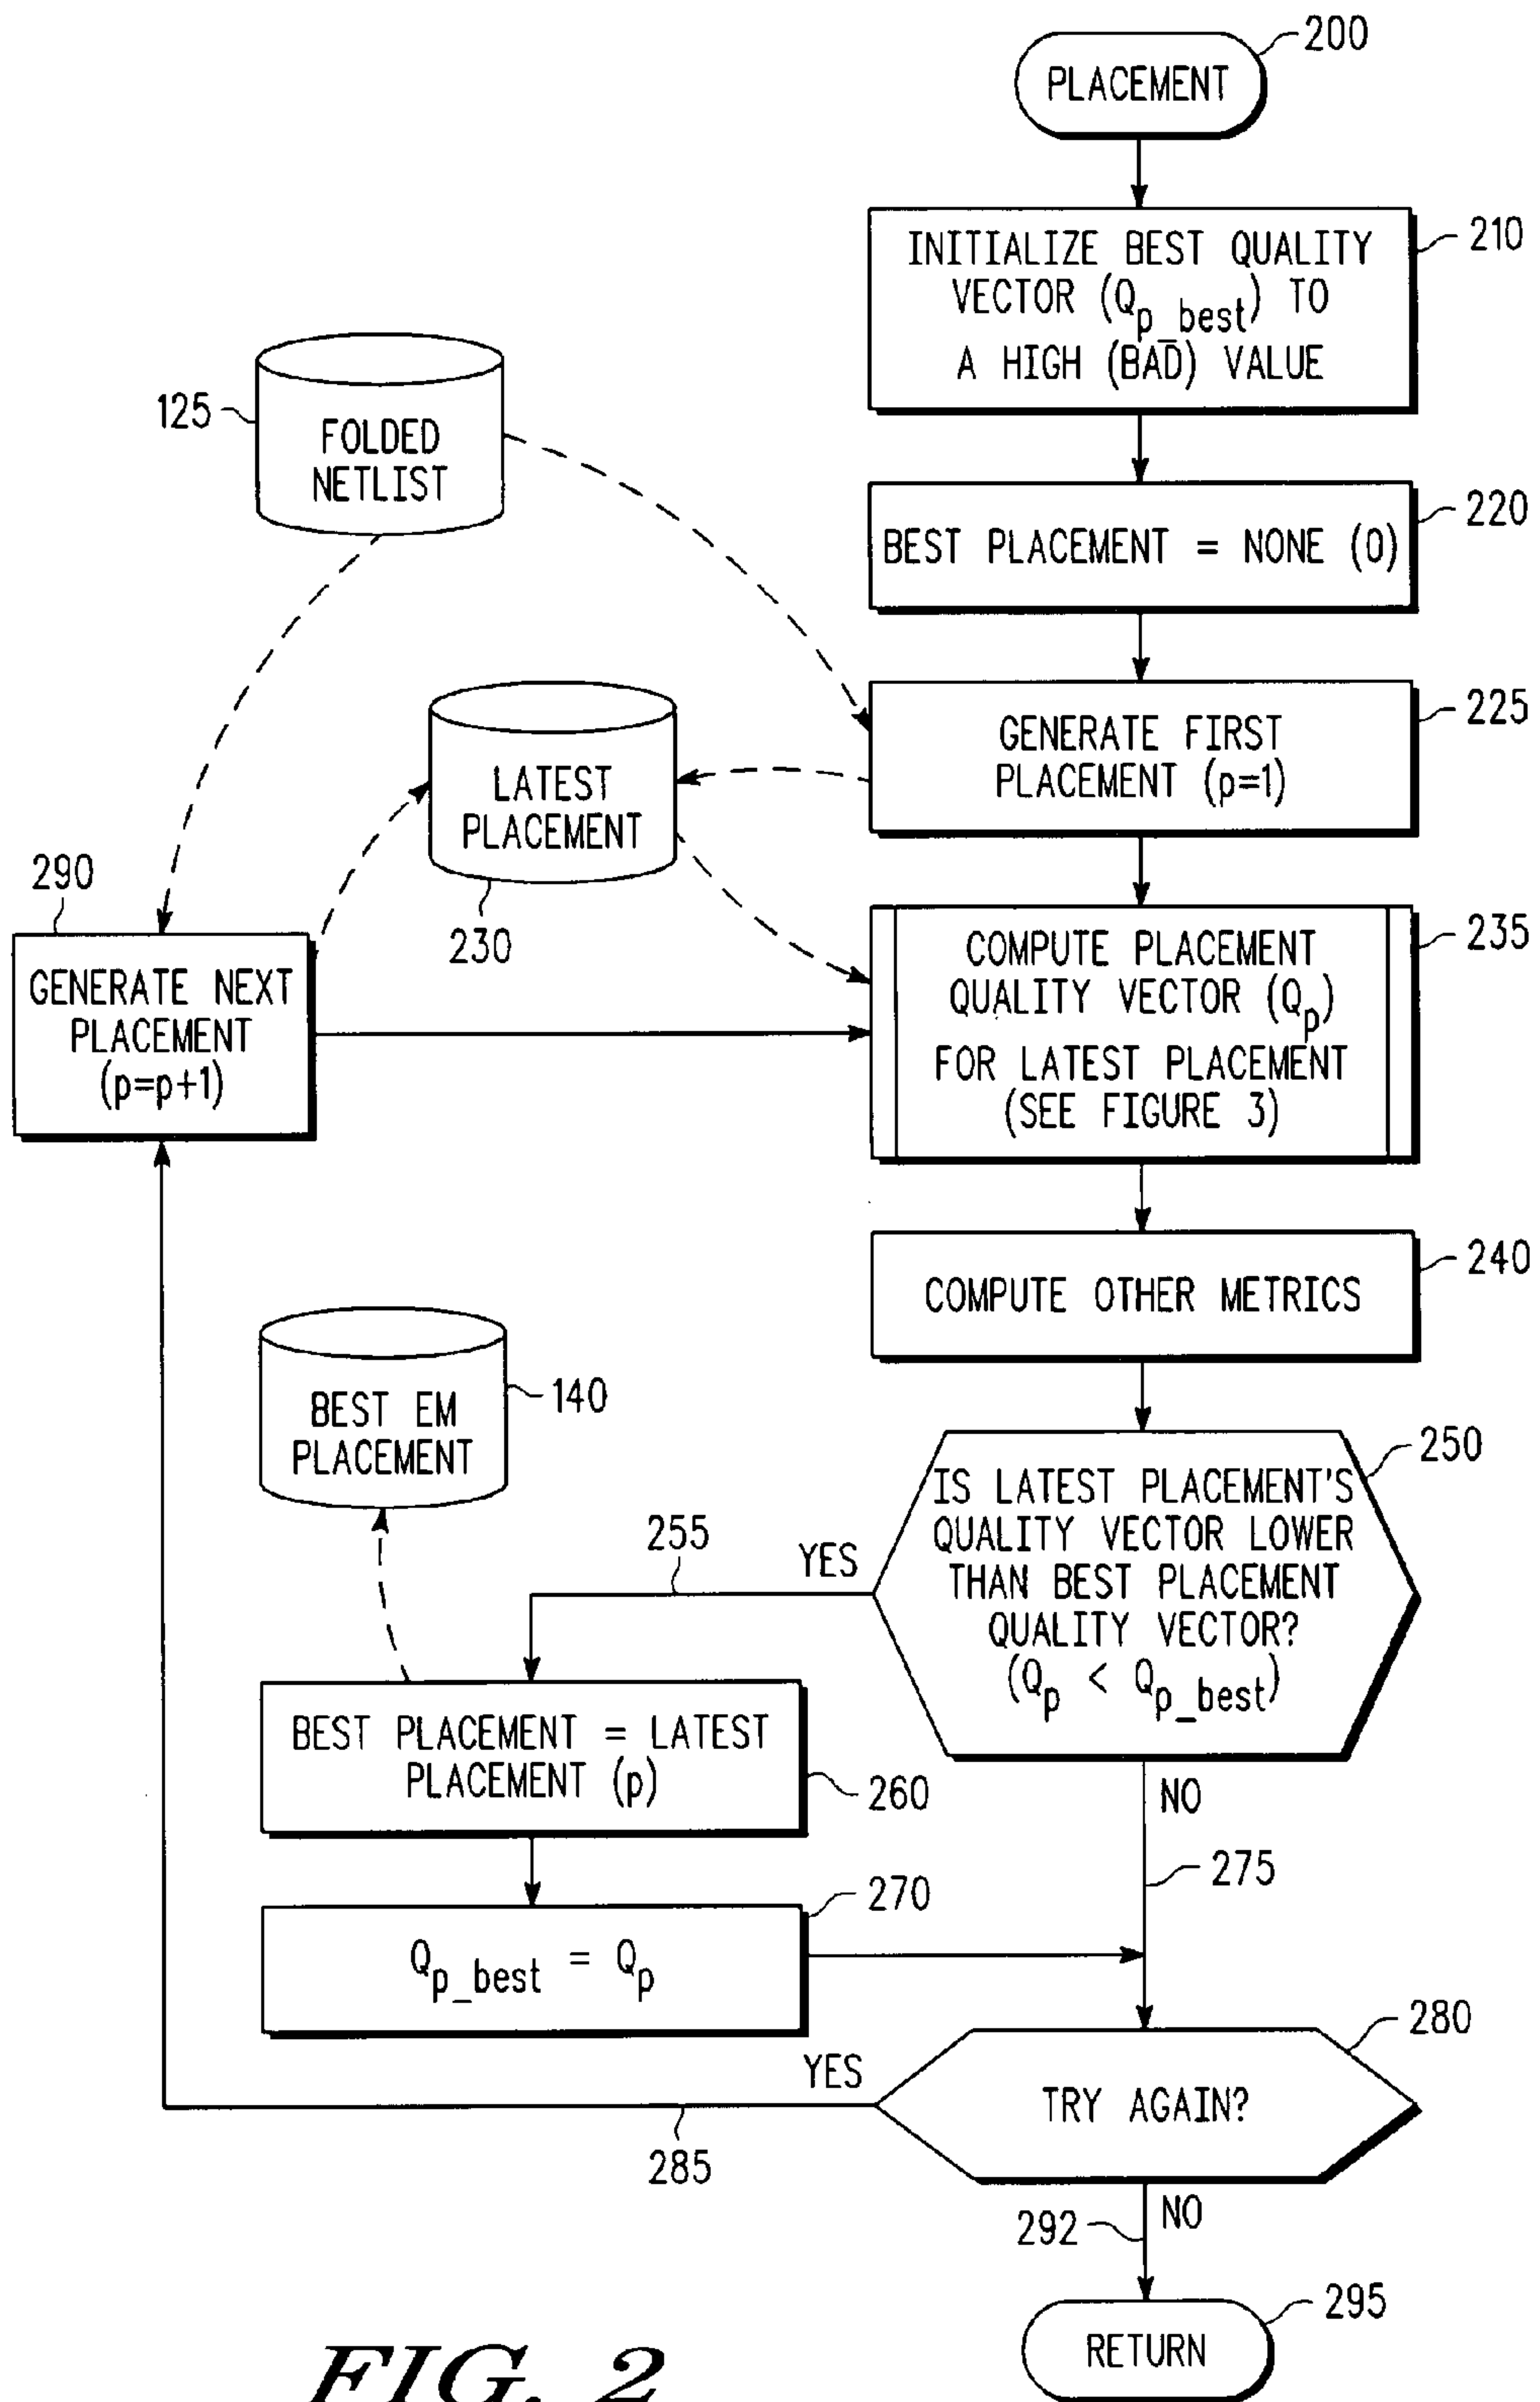 200
PLACEMENT
210
INITIALIZE BEST QUALITY
VECTOR (Qp_best) TO
A HIGH (BAD) VALUE
125
FOLDED
NETLIST
220
BEST PLACEMENT = NONE (0)
225
GENERATE FIRST
PLACEMENT (p=1)
LATEST
PLACEMENT
230
290
GENERATE NEXT
PLACEMENT
(p=p+1)
235
COMPUTE PLACEMENT
QUALITY VECTOR (Qp)
FOR LATEST PLACEMENT
(SEE FIGURE 3)
240
COMPUTE OTHER METRICS
BEST EM
PLACEMENT
140
250
IS LATEST PLACEMENT'S
QUALITY VECTOR LOWER
THAN BEST PLACEMENT
QUALITY VECTOR?
(Qp < Qp_best)
255
YES
BEST PLACEMENT = LATEST
PLACEMENT (p)
260
NO
275
270
Qp_best = Qp
280
YES
TRY AGAIN?
285
292
NO
295
RETURN
FIG. 2